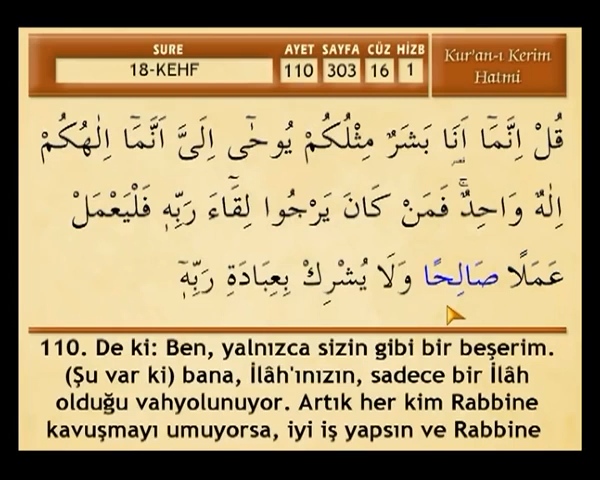 SURE AYET SAYFA CÜZ HİZB
18-KEHF 110 303 16 1
Kur'an-ı Kerim
Hatmi
قُلْ اِنَّمَٓا اَنَا۬ بَشَرٌ مِثْلُكُمْ يُوحٰٓى اِلَىَّ اَنَّمَٓا اِلٰهُكُمْ
اِلٰهٌ وَاحِدٌۚ فَمَنْ كَانَ يَرْجُوا لِقَٓاءَ رَبِّه۪ فَلْيَعْمَلْ
عَمَلًا صَالِحًا وَلَا يُشْرِكْ بِعِبَادَةِ رَبِّه۪ٓ
110. De ki: Ben, yalnızca sizin gibi bir beşerim.
(Şu var ki) bana, İlâh'ınızın, sadece bir İlâh
olduğu vahyolunuyor. Artık her kim Rabbine
kavuşmayı umuyorsa, iyi iş yapsın ve Rabbine